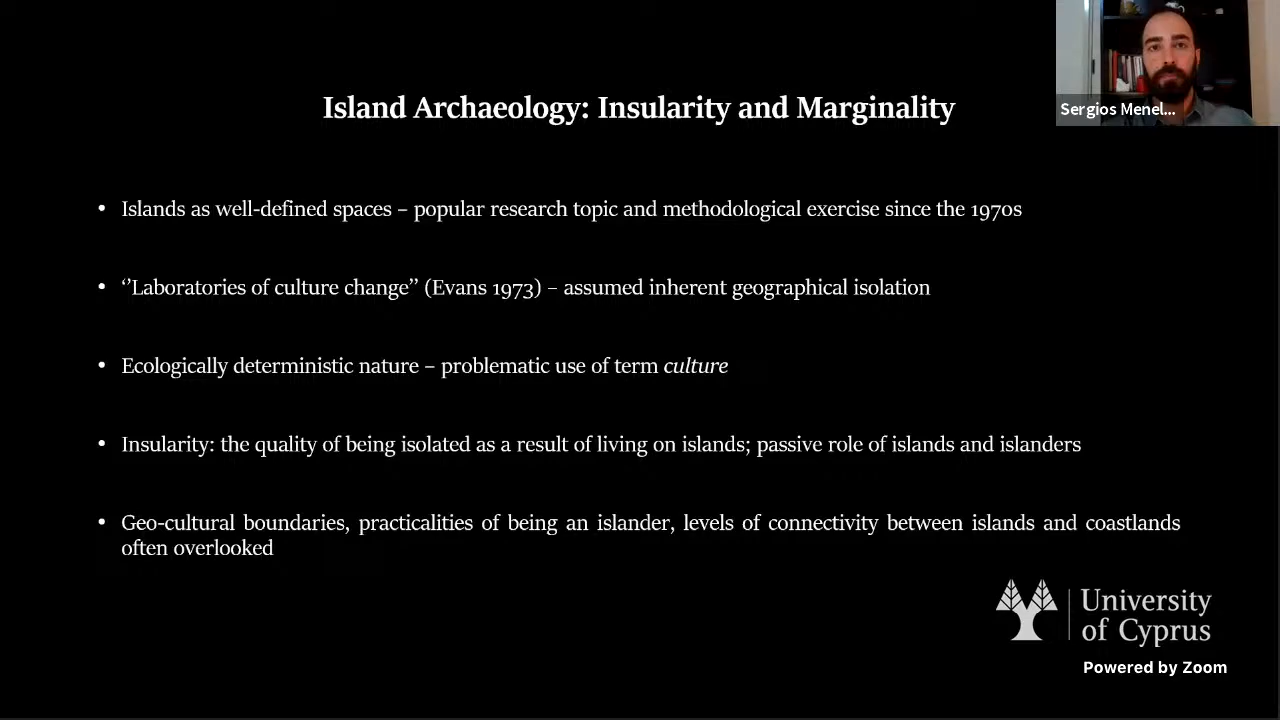 Island Archaeology: Insularity and Marginality
Sergios Menel...
• Islands as well-defined spaces – popular research topic and methodological exercise since the 1970s
• ‘’Laboratories of culture change’’ (Evans 1973) – assumed inherent geographical isolation
• Ecologically deterministic nature – problematic use of term culture
• Insularity: the quality of being isolated as a result of living on islands; passive role of islands and islanders
• Geo-cultural boundaries, practicalities of being an islander, levels of connectivity between islands and coastlands
often overlooked
University
of Cyprus
Powered by Zoom